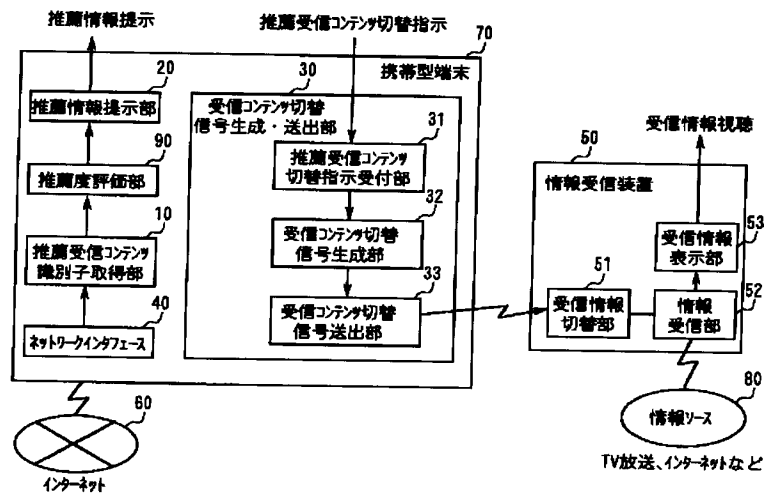 推薦情報提示
推薦受信コンテンツ切替指示
70
携帯型端末
20
推薦情報提示部
90
推薦度評価部
10
推薦受信コンテンツ
識別子取得部
40
ネットワークインタフェース
30
受信コンテンツ切替
信号生成・送出部
31
推薦受信コンテンツ
切替指示受付部
32
受信コンテンツ切替
信号生成部
33
受信コンテンツ切替
信号送出部
受信情報視聴
50
情報受信装置
53
受信情報
表示部
51
受信情報
切替部
52
情報
受信部
60
インターネット
80
情報ソース
TV放送、インターネットなど